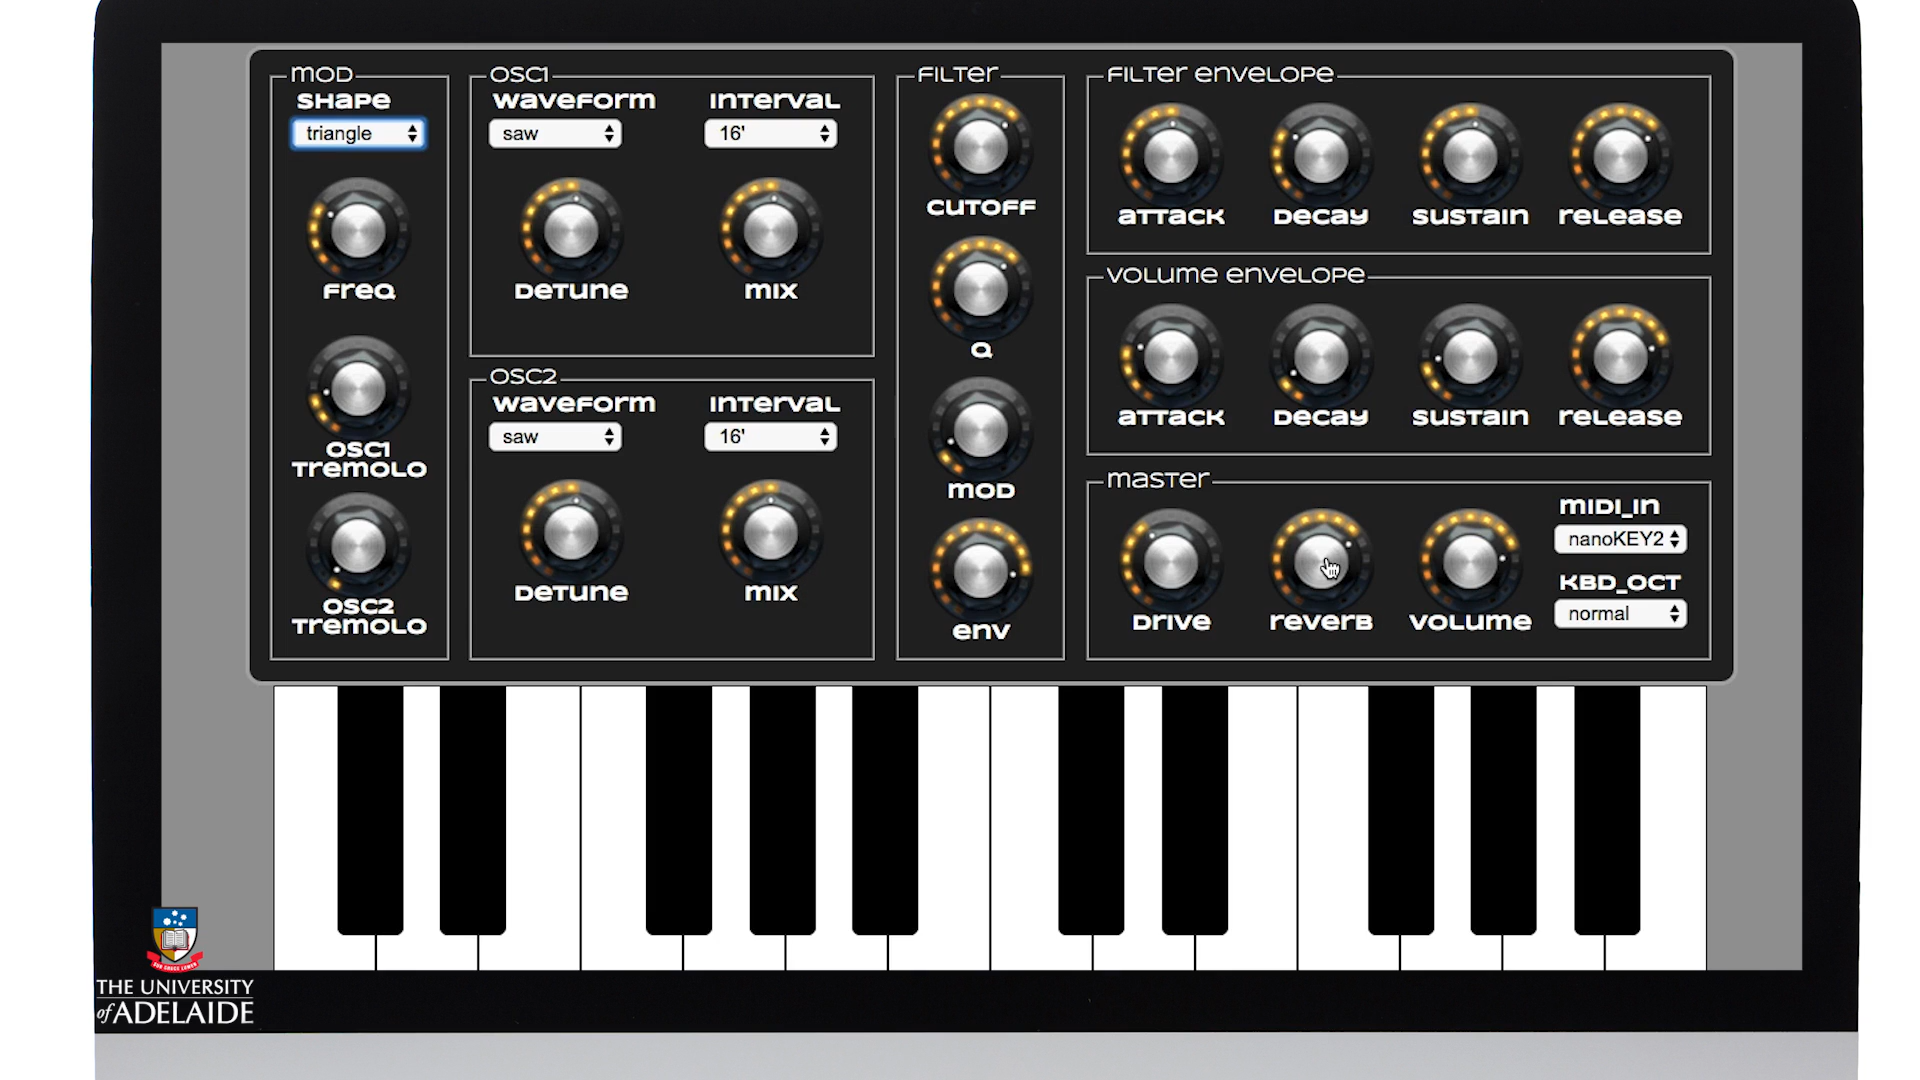 MOD
SHAPE
triangle
FREQ
OSC1
TREMOLO
OSC2
TREMOLO
OSC1
WAVEFORM
INTERVAL
saw
16'
DETUNE
MIX
OSC2
WAVEFORM
INTERVAL
saw
16'
DETUNE
MIX
FILTER
CUTOFF
Q
MOD
ENV
FILTER ENVELOPE
ATTACK
DECAY
SUSTAIN
RELEASE
VOLUME ENVELOPE
ATTACK
DECAY
SUSTAIN
RELEASE
MASTER
DRIVE
REVERB
VOLUME
MIDI_IN
nanoKEY2
KBD_OCT
normal
THE UNIVERSITY
of ADELAIDE